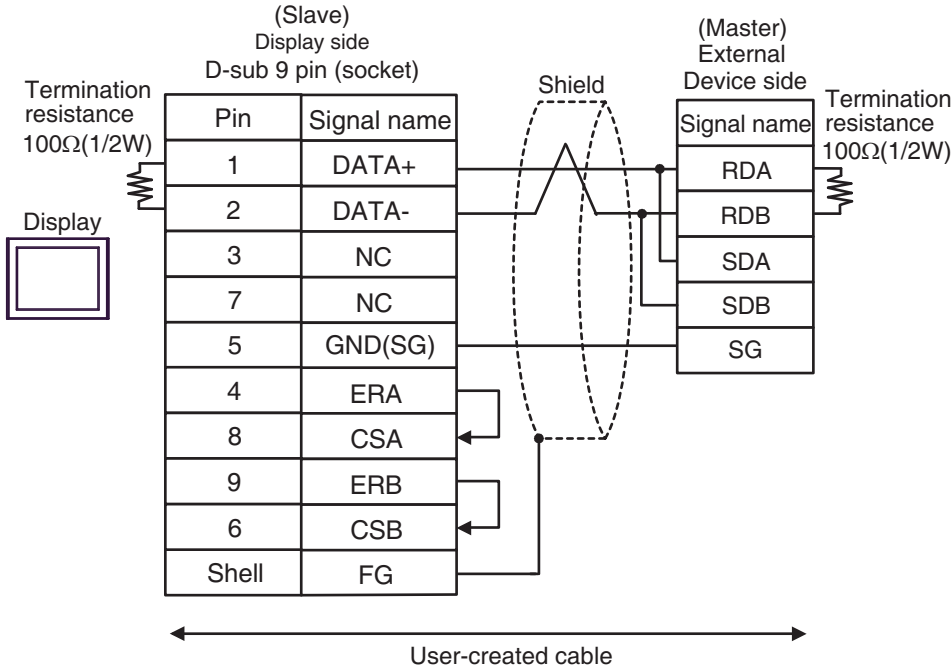 (Slave)
Display side
D-sub 9 pin (socket)
(Master)
External
Device side
Termination
resistance
100Ω(1/2W)
Shield
Termination
resistance
100Ω(1/2W)
Display
Pin Signal name
1 DATA+
2 DATA-
3 NC
7 NC
5 GND(SG)
4 ERA
8 CSA
9 ERB
6 CSB
Shell FG
Signal name
RDA
RDB
SDA
SDB
SG
User-created cable